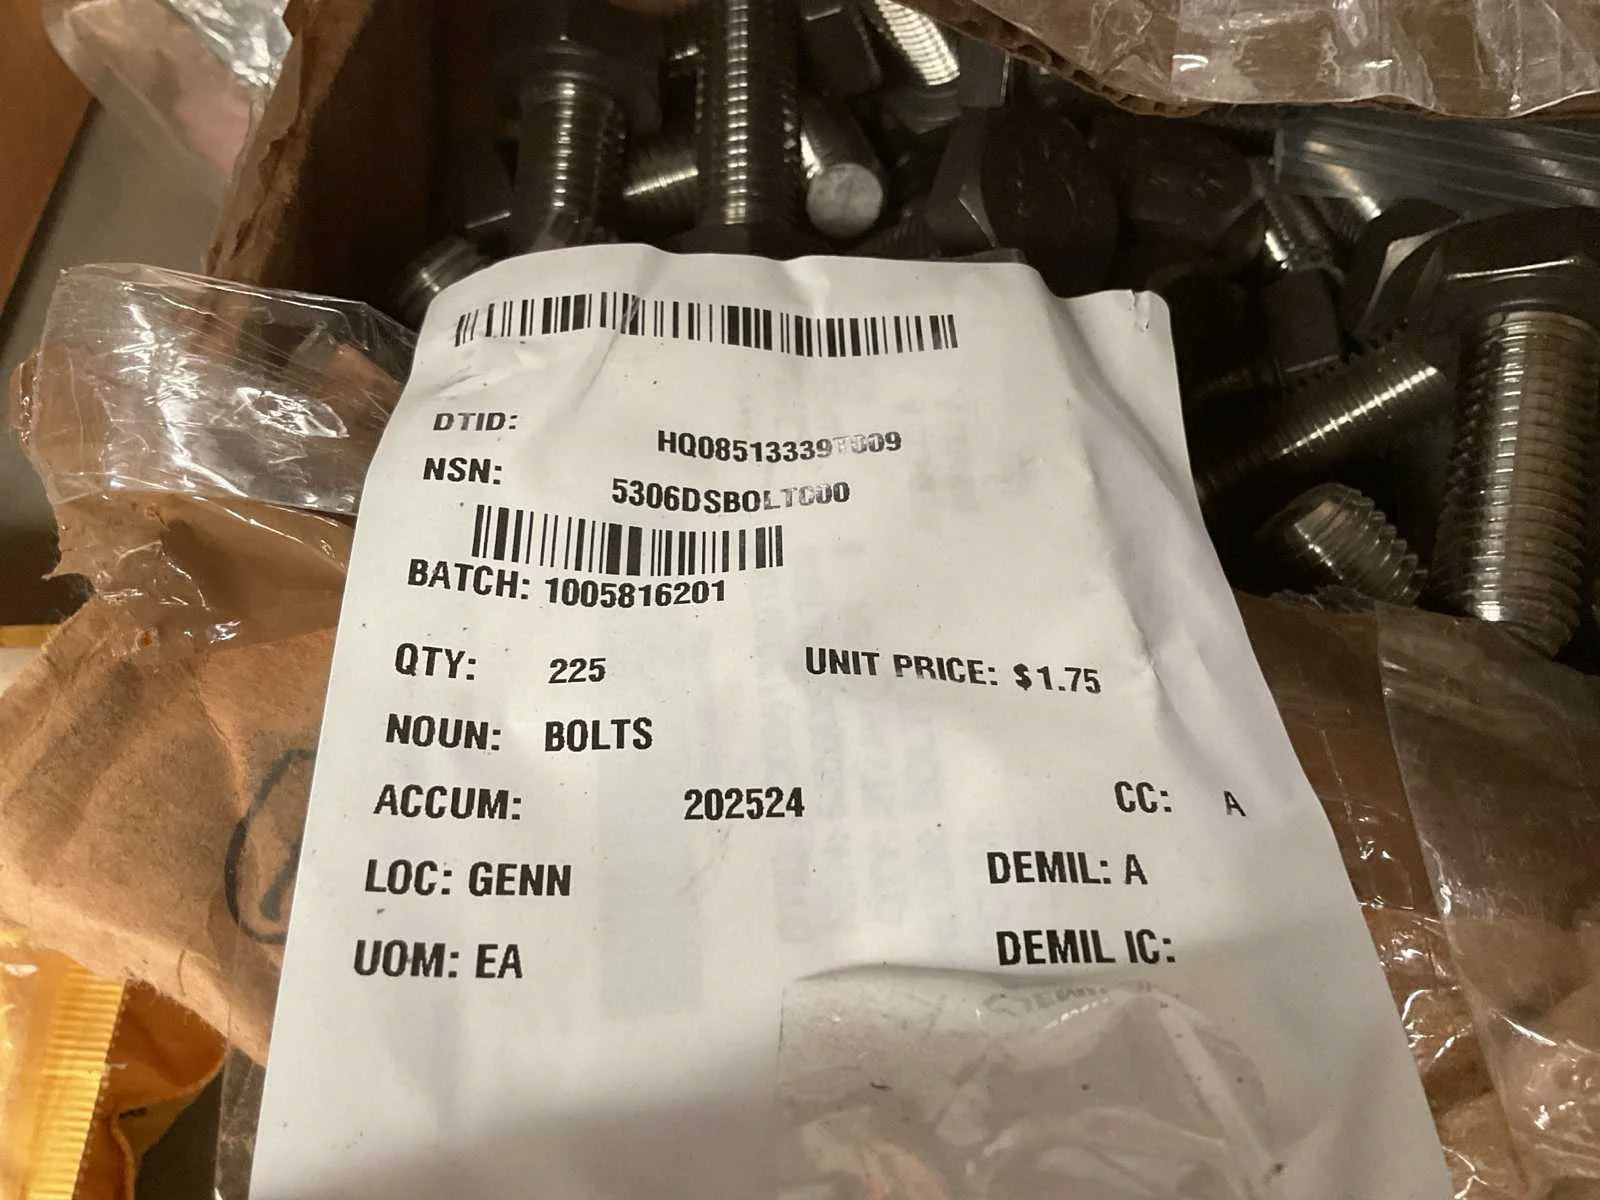 DTID: HQ08513339T009
NSN: 5306DSBOLTC00
BATCH: 1005816201
QTY: 225 UNIT PRICE: $1.75
NOUN: BOLTS
ACCUM: 202524 CC: A
LOC: GENN DEMIL: A
UOM: EA DEMIL IC: